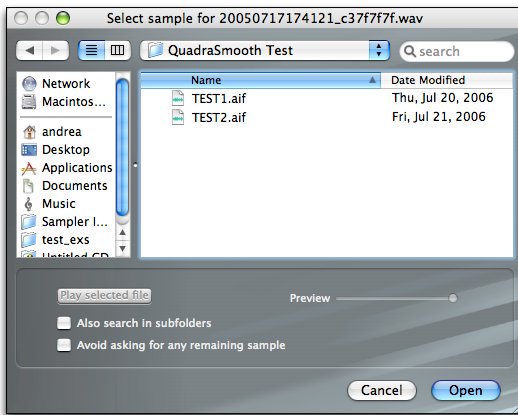 Select sample for 20050717174121_c37f7f7f.wav
QuadraSmooth Test
search
Network
Macintos...
andrea
Desktop
Applications
Documents
Music
Sampler I...
test_exs
Untitled CD
Name
Date Modified
TEST1.aif
Thu, Jul 20, 2006
TEST2.aif
Fri, Jul 21, 2006
Play selected file
Preview
Also search in subfolders
Avoid asking for any remaining sample
Cancel
Open